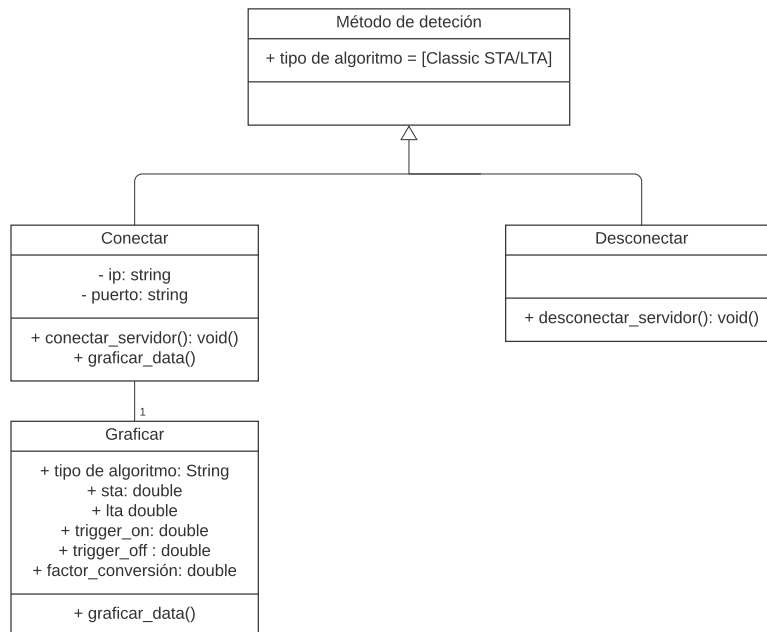 Método de deteción
+ tipo de algoritmo = [Classic STA/LTA]
Conectar
- ip: string
- puerto: string
+ conectar_servidor(): void()
+ graficar_data()
Desconectar
+ desconectar_servidor(): void()
1
Graficar
+ tipo de algoritmo: String
+ sta: double
+ lta double
+ trigger_on: double
+ trigger_off : double
+ factor_conversión: double
+ graficar_data()